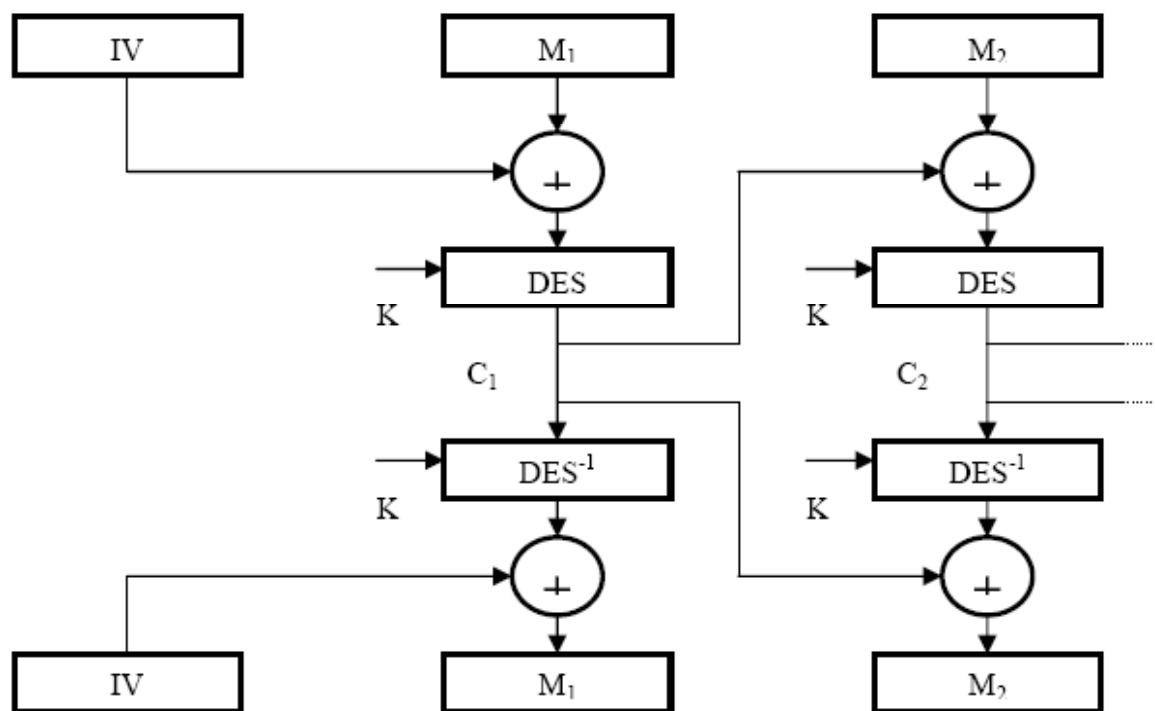 IV M₁ M₂
+ +
DES DES
K K
C₁ C₂
DES⁻¹ DES⁻¹
K K
+ +
IV M₁ M₂